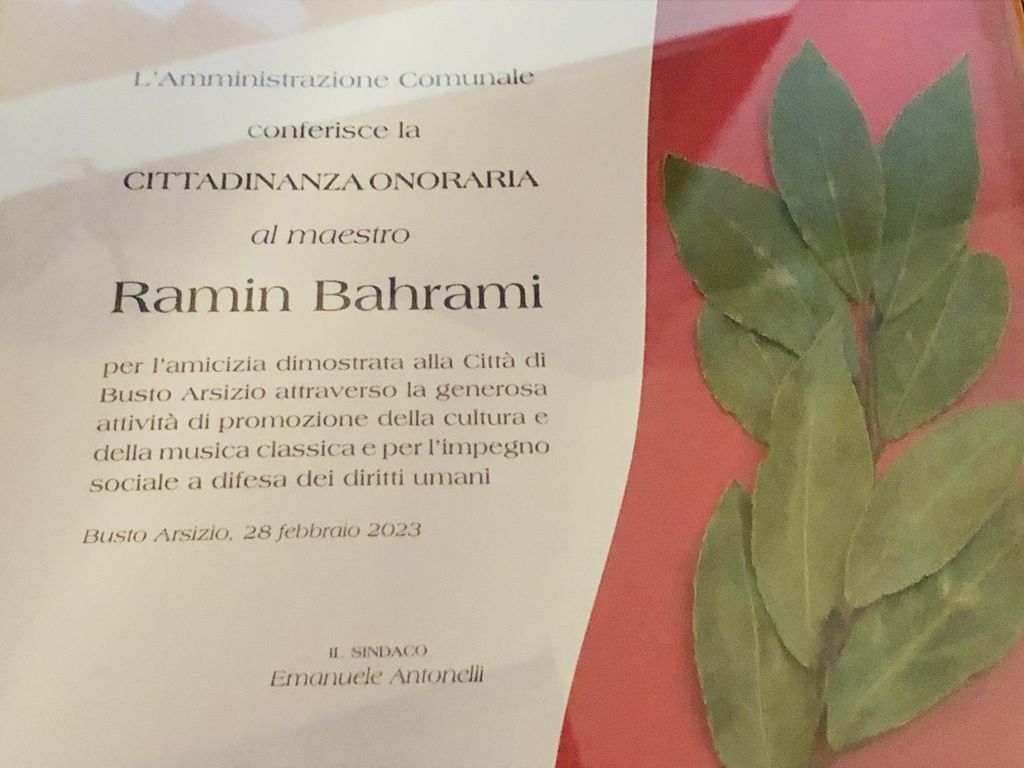 L'Amministrazione Comunale
conferisce la
CITTADINANZA ONORARIA
al maestro
Ramin Bahrami
per l'amicizia dimostrata alla Città di
Busto Arsizio attraverso la generosa
attività di promozione della cultura e
della musica classica e per l'impegno
sociale a difesa dei diritti umani
Busto Arsizio, 28 febbraio 2023
IL SINDACO
Emanuele Antonelli